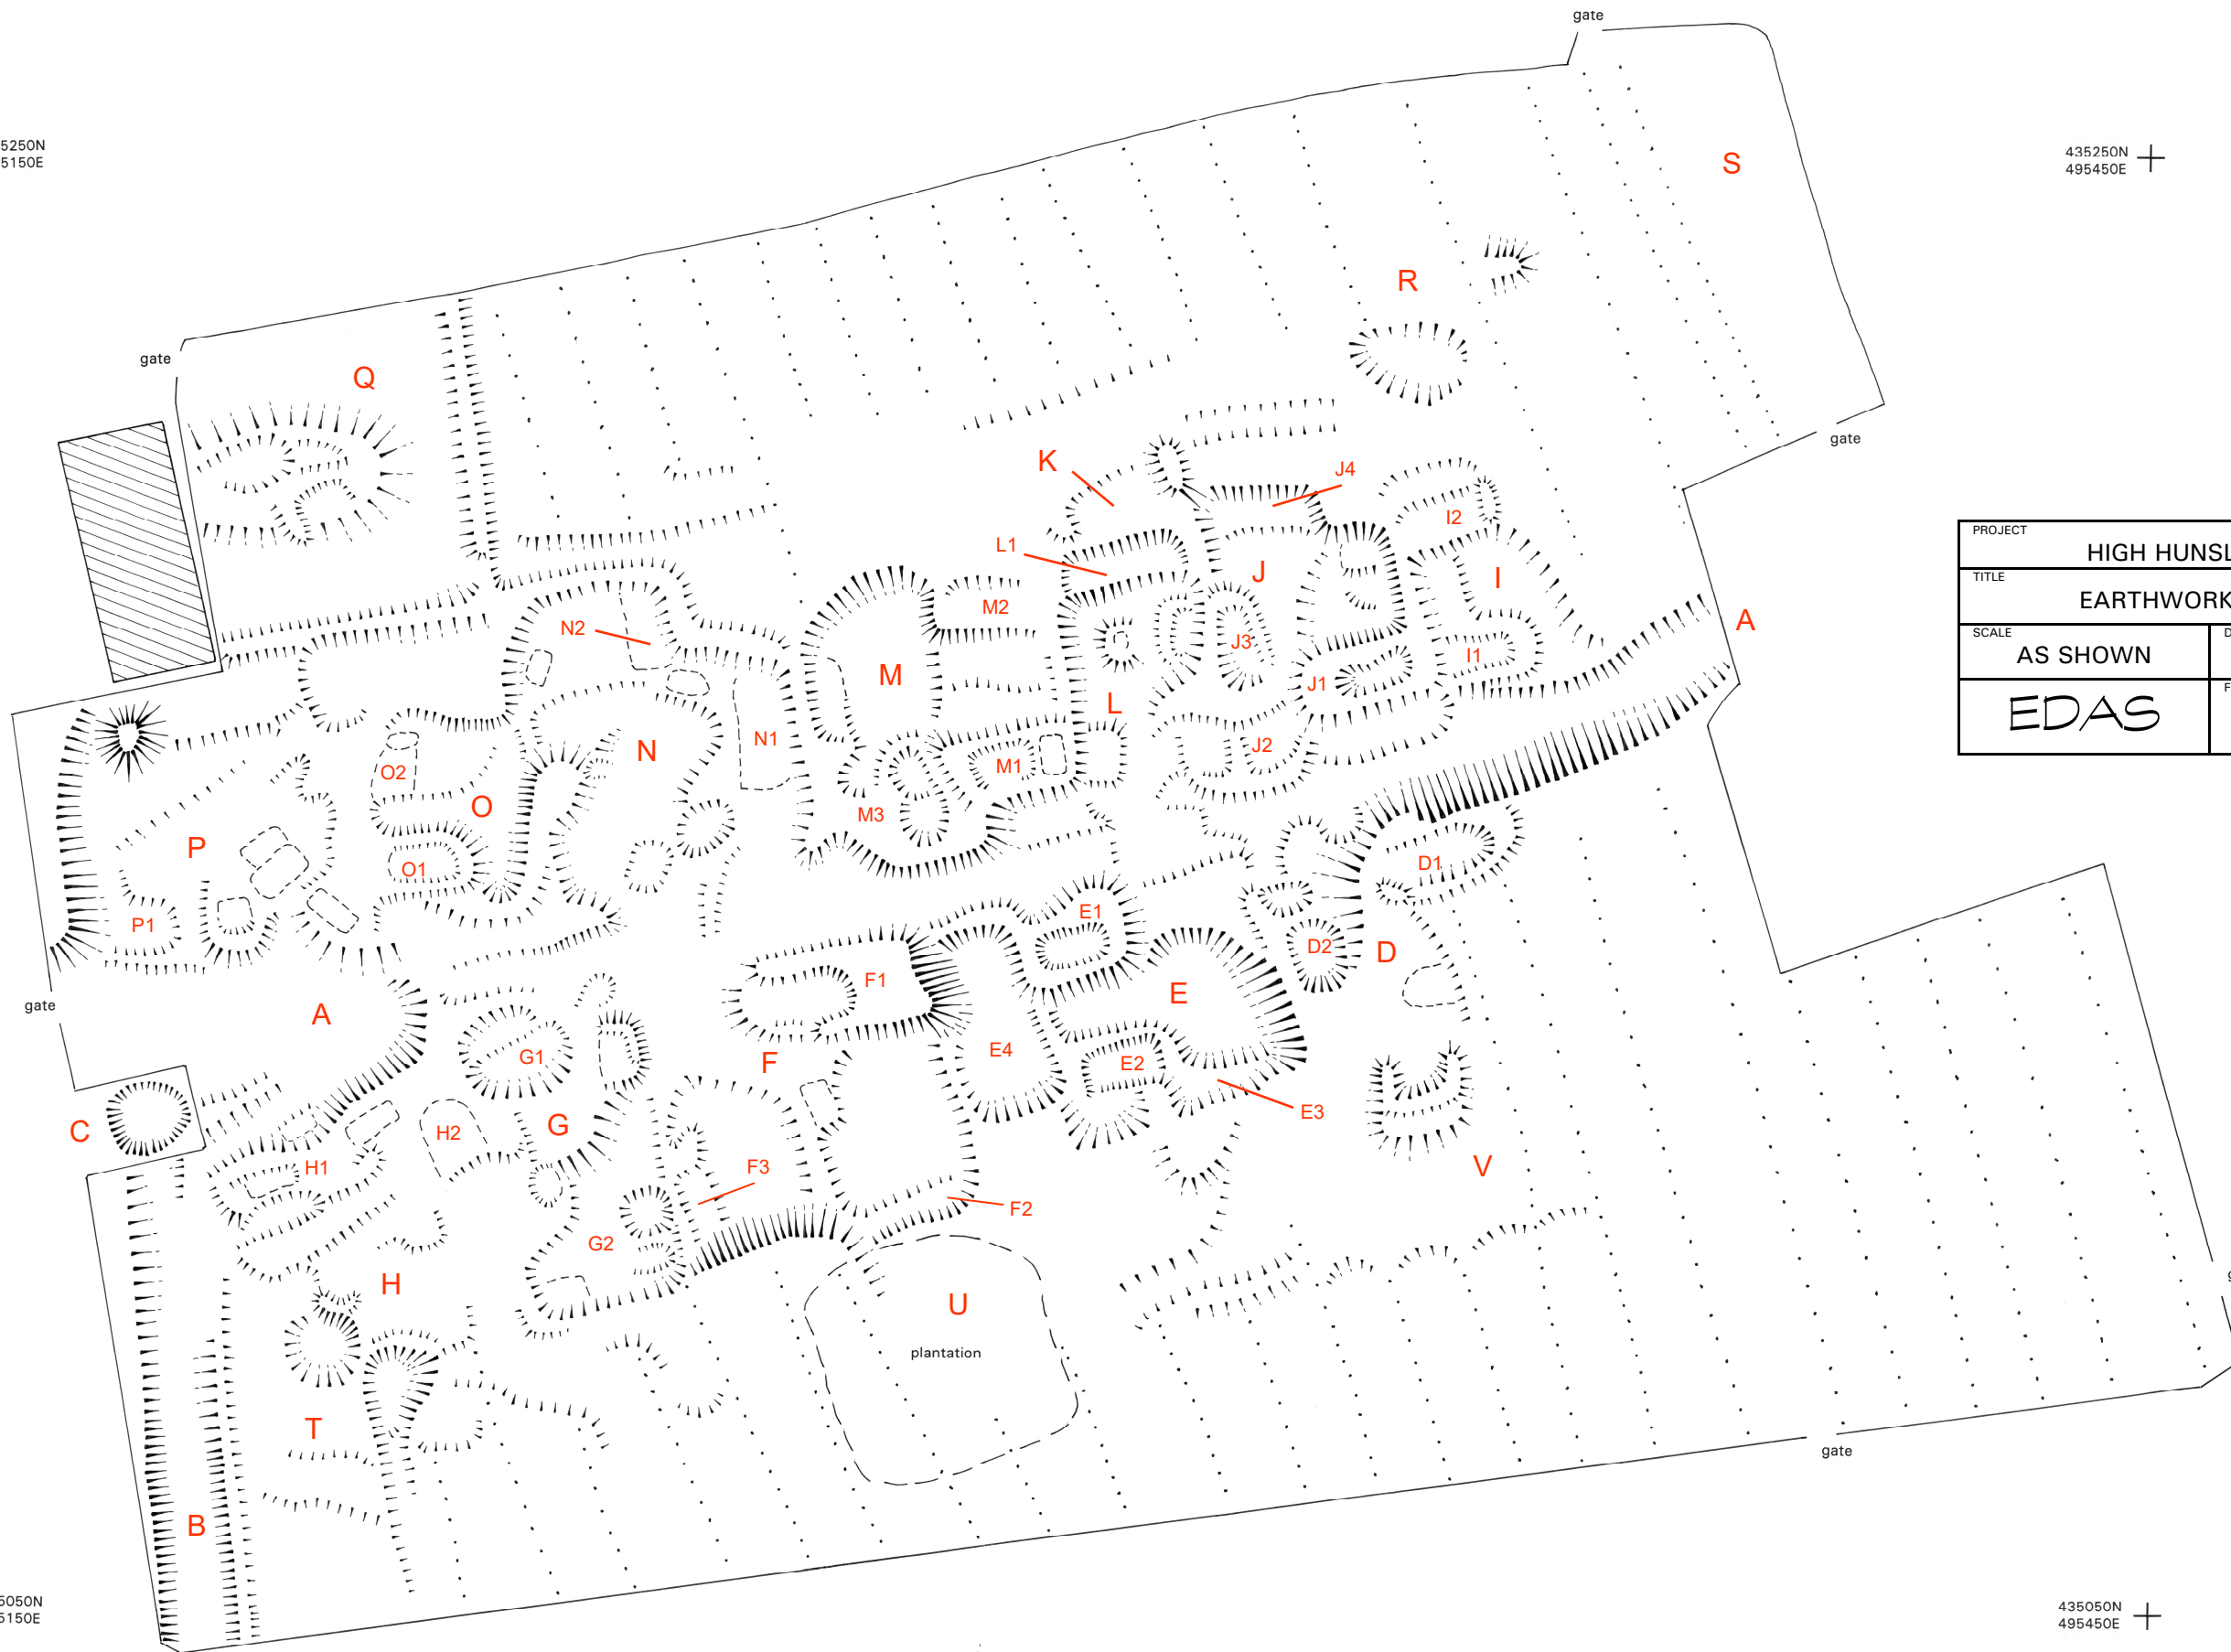 gate
5250N
5150E
435250N
495450E
S
R
gate
Q
gate
K
J4
I2
L1
J
I
PROJECT
HIGH HUNSL
TITLE
EARTHWORK
SCALE
D
AS SHOWN
F
EDAS
M2
N2
A
J3
I1
M
J1
L
N1
N
J2
M1
O2
O
M3
P
D1
O1
E1
P1
D2
D
F1
E
gate
A
E4
G1
F
E2
E3
C
G
H2
H1
F3
V
F2
G2
H
g
U
plantation
T
gate
B
5050N
5150E
435050N
495450E